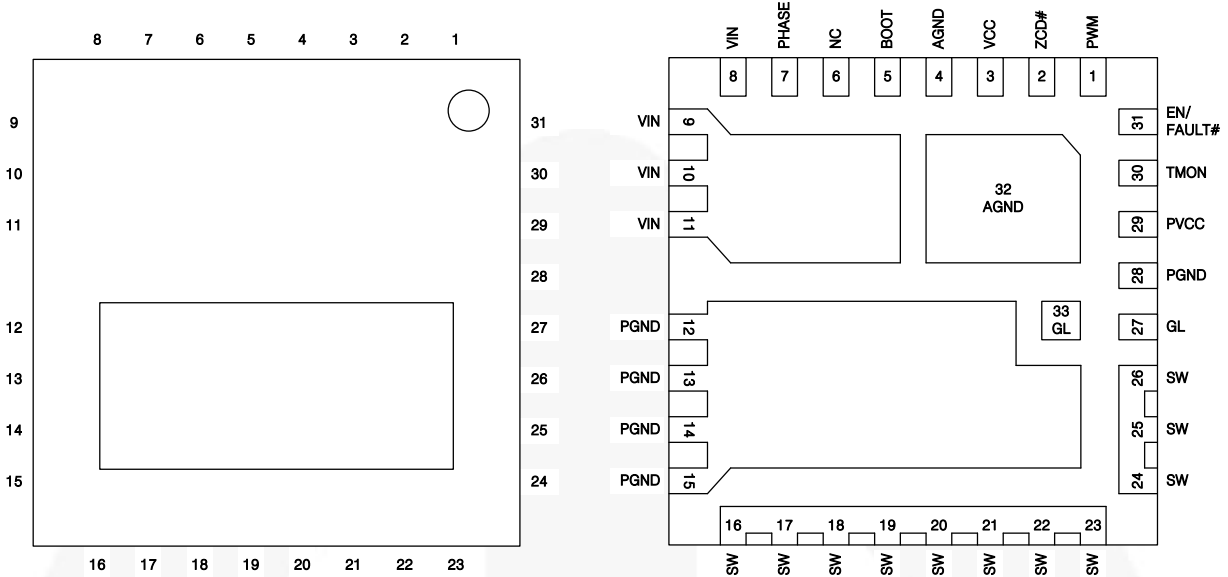 8 7 6 5 4 3 2 1
9
10
11
12
13
14
15
31
30
29
28
27
26
25
24
16 17 18 19 20 21 22 23
VIN PHASE NC BOOT AGND VCC ZCD# PWM
8 7 6 5 4 3 2 1
VIN 9
VIN 10
VIN 11
PGND 12
PGND 13
PGND 14
PGND 15
32
AGND
33
GL
31 EN/
FAULT#
30 TMON
29 PVCC
28 PGND
27 GL
26 SW
25 SW
24 SW
16 17 18 19 20 21 22 23
SW SW SW SW SW SW SW SW